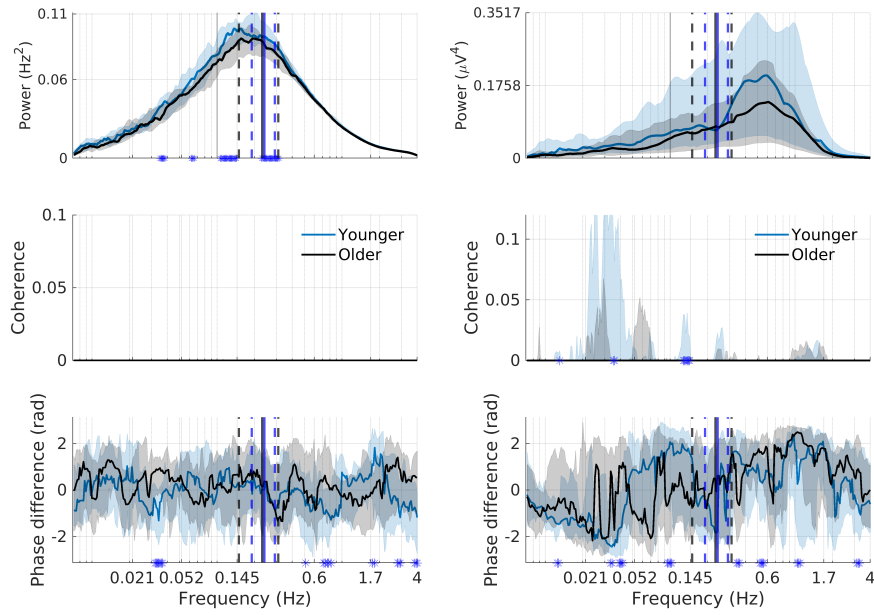 0.11
0.06
0
Power (Hz²)
0.3517
0.1758
0
Power (μV⁴)
0.1
0.05
0
Coherence
Younger
Older
0.1
0.05
0
Coherence
Younger
Older
2
0
-2
Phase difference (rad)
0.021 0.052 0.145 0.6 1.7 4
Frequency (Hz)
2
0
-2
Phase difference (rad)
0.021 0.052 0.145 0.6 1.7 4
Frequency (Hz)